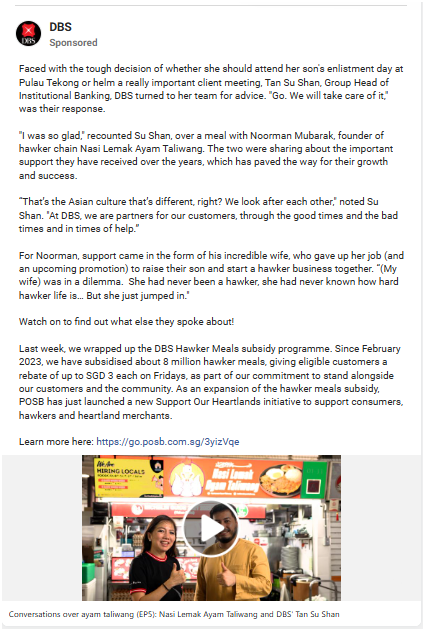 DBS
Sponsored
Faced with the tough decision of whether she should attend her son's enlistment day at
Pulau Tekong or helm a really important client meeting, Tan Su Shan, Group Head of
Institutional Banking, DBS turned to her team for advice. "Go. We will take care of it,"
was their response.
"I was so glad," recounted Su Shan, over a meal with Noorman Mubarak, founder of
hawker chain Nasi Lemak Ayam Taliwang. The two were sharing about the important
support they have received over the years, which has paved the way for their growth
and success.
"That's the Asian culture that's different, right? We look after each other," noted Su
Shan. "At DBS, we are partners for our customers, through the good times and the bad
times and in times of help."
For Noorman, support came in the form of his incredible wife, who gave up her job (and
an upcoming promotion) to raise their son and start a hawker business together. "(My
wife) was in a dilemma.  She had never been a hawker, she had never known how hard
hawker life is... But she just jumped in."
Watch on to find out what else they spoke about!
Last week, we wrapped up the DBS Hawker Meals subsidy programme. Since February
2023, we have subsidised about 8 million hawker meals, giving eligible customers a
rebate of up to SGD 3 each on Fridays, as part of our commitment to stand alongside
our customers and the community. As an expansion of the hawker meals subsidy,
POSB has just launched a new Support Our Heartlands initiative to support consumers,
hawkers and heartland merchants.
Learn more here: https://go.posb.com.sg/3yizVqe
We Are
HIRING LOCALS
Nasi Lemak
Ayam Taliwang
Conversations over ayam taliwang (EP5): Nasi Lemak Ayam Taliwang and DBS' Tan Su Shan